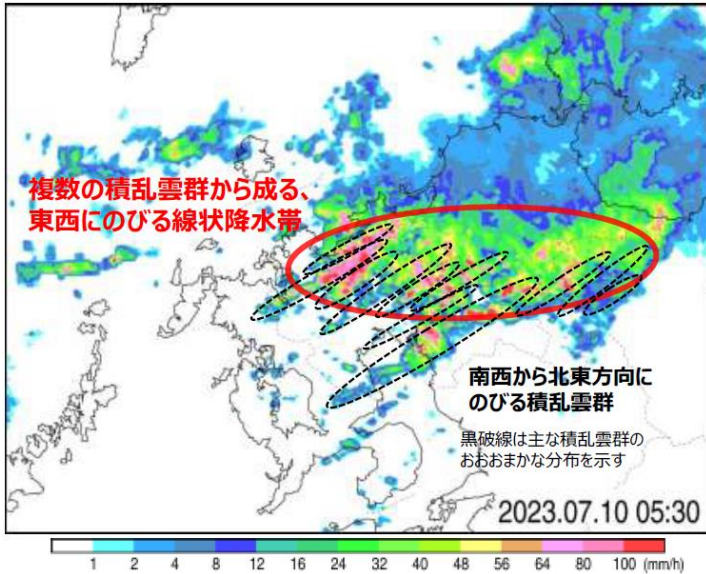 複数の積乱雲群から成る、
東西にのびる線状降水帯
南西から北東方向に
のびる積乱雲群
黒破線は主な積乱雲群の
おおおまかな分布を示す
2023.07.10 05:30
1 2 4 8 12 16 24 32 40 48 56 64 80 100 (mm/h)